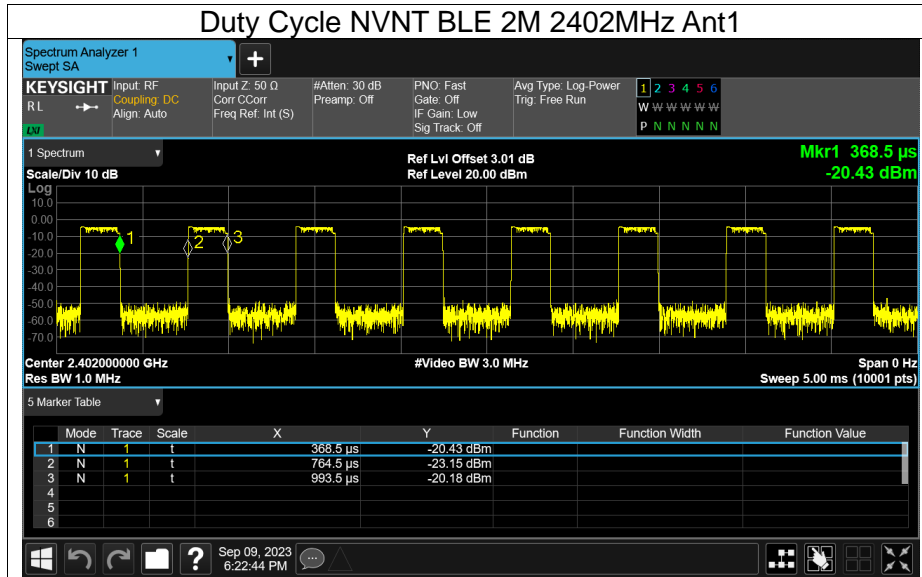 Duty Cycle NVNT BLE 2M 2402MHz Ant1
Spectrum Analyzer 1
Swept SA
+
KEYSIGHT Input: RF Input Z: 50 Ω #Atten: 30 dB PNO: Fast Avg Type: Log-Power 1 2 3 4 5 6
R L Coupling: DC Corr CCorr Preamp: Off Gate: Off Trig: Free Run W W W W W W
Align: Auto Freq Ref: Int (S) IF Gain: Low
LXI Sig Track: Off P N N N N N
1 Spectrum Ref Lvl Offset 3.01 dB Mkr1 368.5 µs
Scale/Div 10 dB Ref Level 20.00 dBm -20.43 dBm
Log
10.0
0.00
-10.0 1 2 3
-20.0
-30.0
-40.0
-50.0
-60.0
-70.0
Center 2.402000000 GHz #Video BW 3.0 MHz Span 0 Hz
Res BW 1.0 MHz Sweep 5.00 ms (10001 pts)
5 Marker Table
Mode Trace Scale X Y Function Function Width Function Value
1 N 1 t 368.5 µs -20.43 dBm
2 N 1 t 764.5 µs -23.15 dBm
3 N 1 t 993.5 µs -20.18 dBm
4
5
6
? Sep 09, 2023
6:22:44 PM